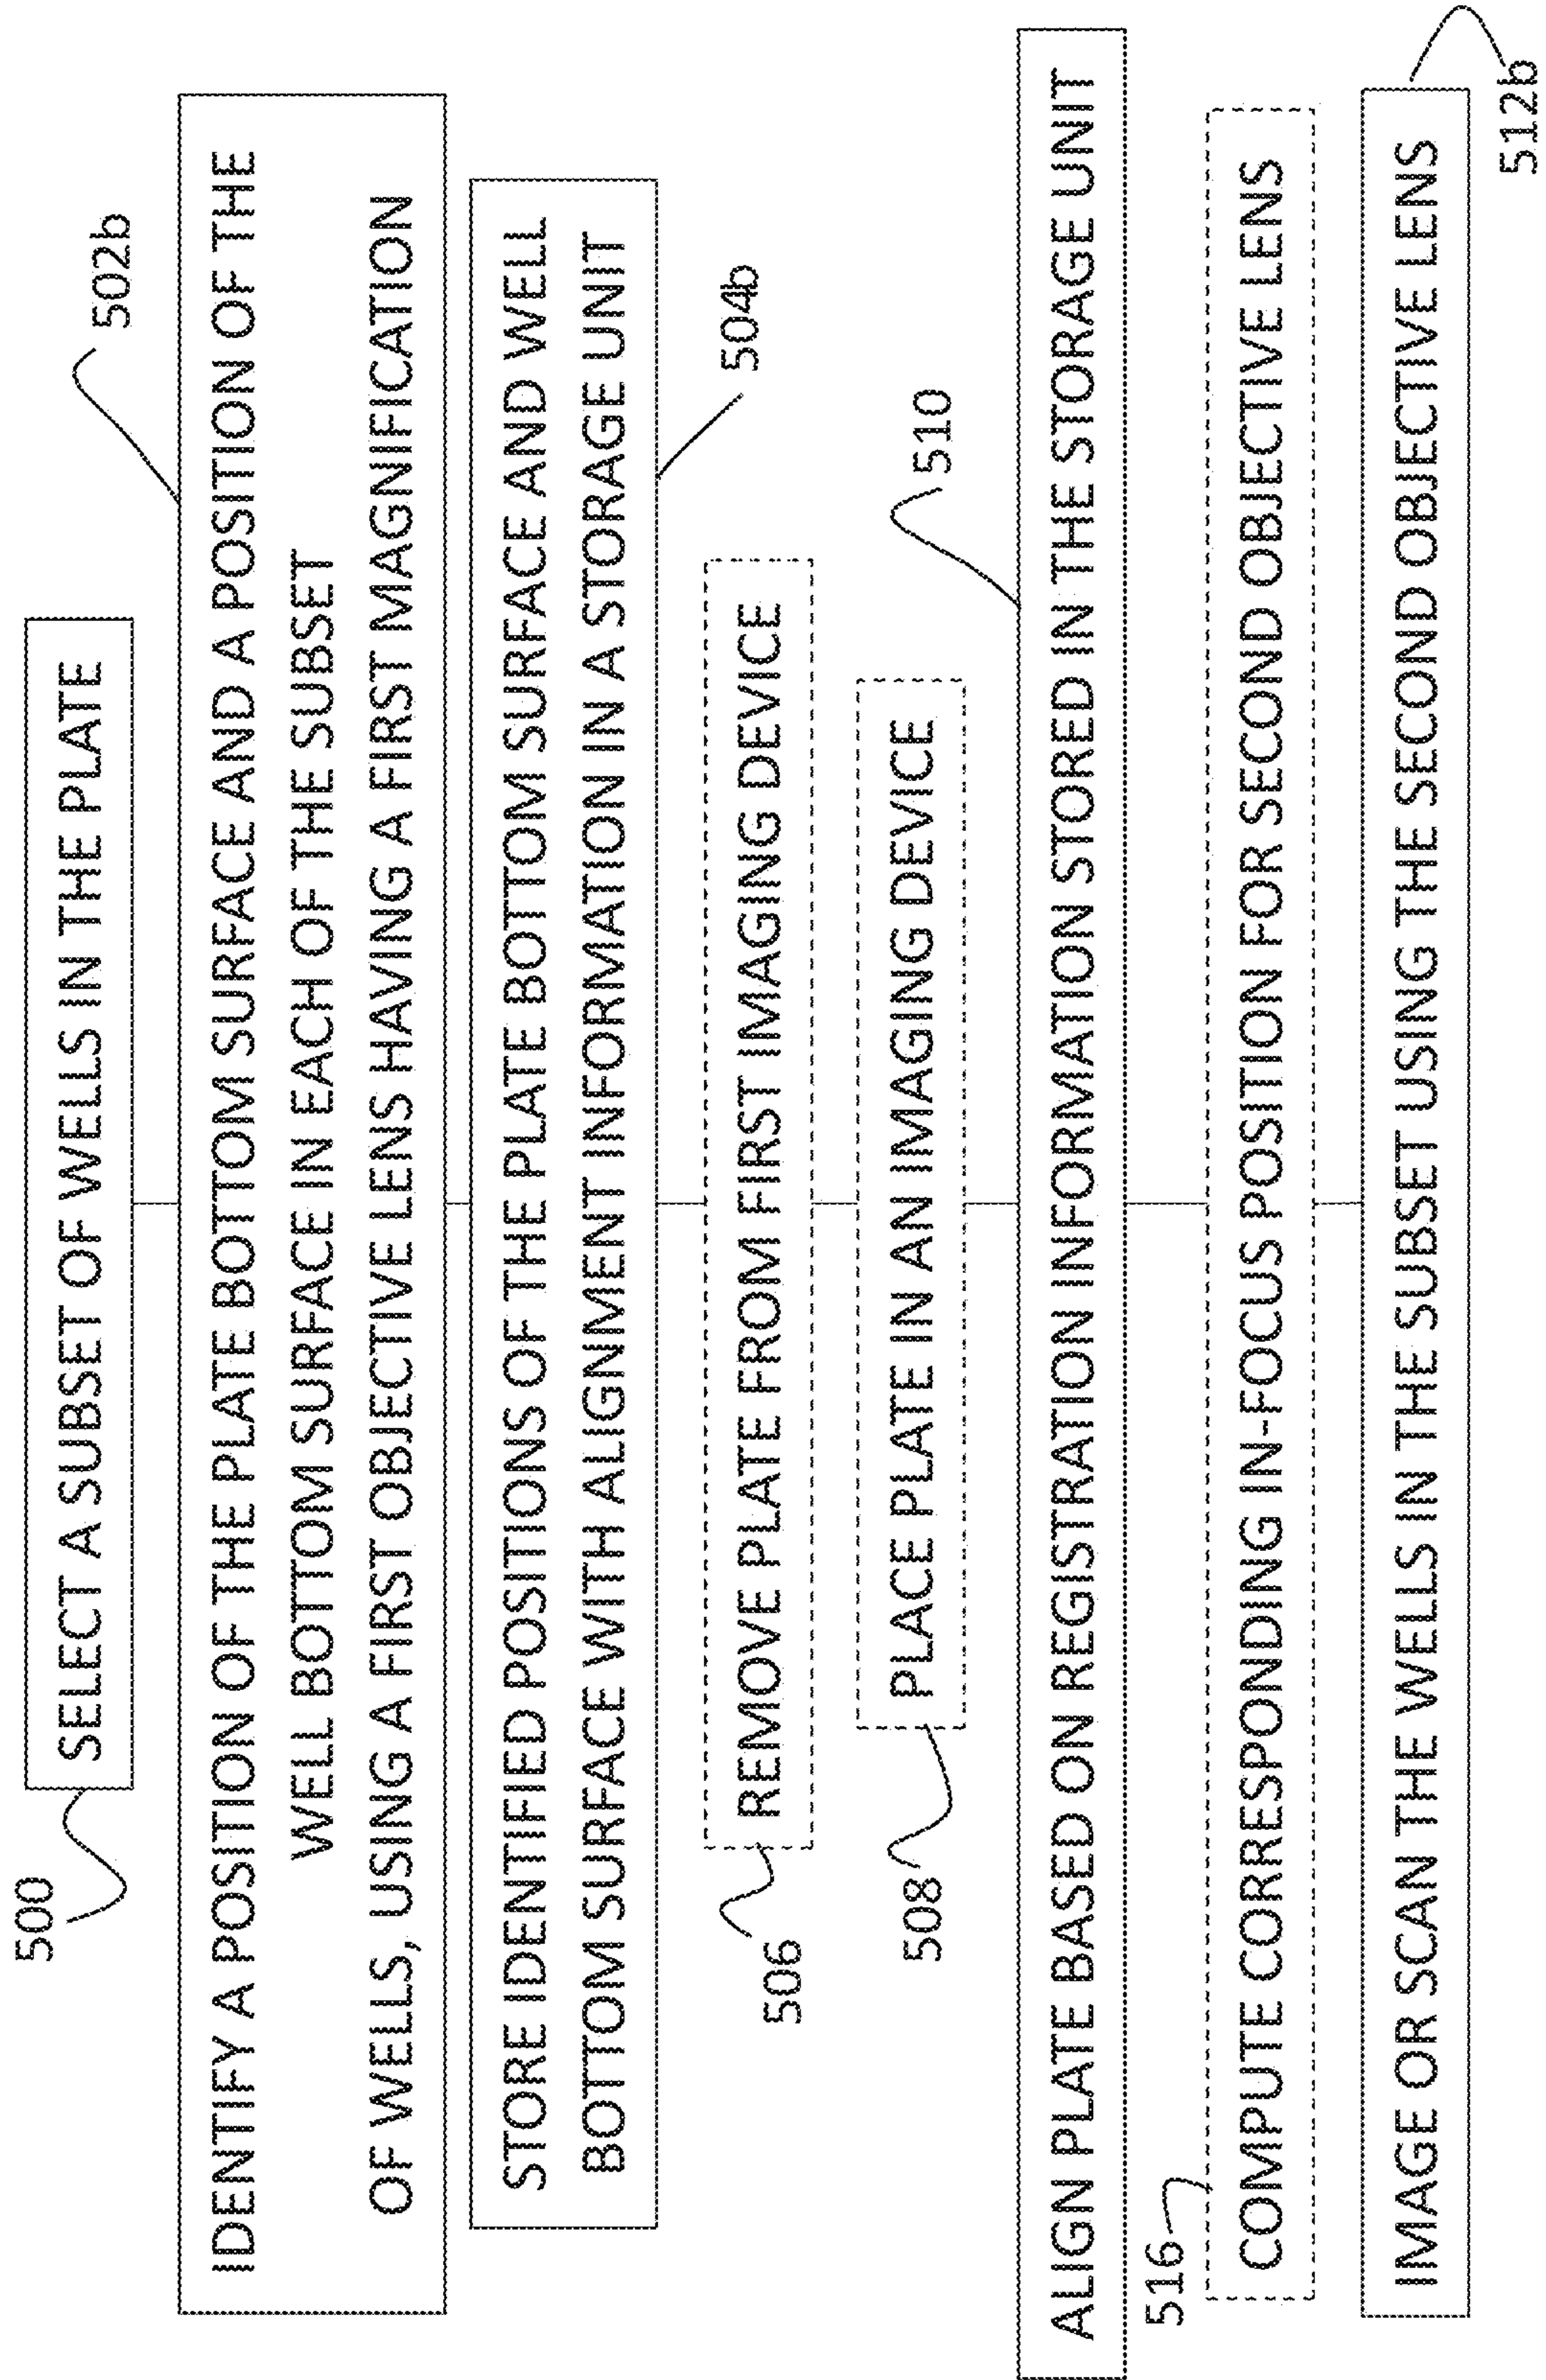 500
SELECT A SUBSET OF WELLS IN THE PLATE
502b
IDENTIFY A POSITION OF THE PLATE BOTTOM SURFACE AND A POSITION OF THE
WELL BOTTOM SURFACE IN EACH OF THE SUBSET
OF WELLS, USING A FIRST OBJECTIVE LENS HAVING A FIRST MAGNIFICATION
STORE IDENTIFIED POSITIONS OF THE PLATE BOTTOM SURFACE AND WELL
BOTTOM SURFACE WITH ALIGNMENT INFORMATION IN A STORAGE UNIT
504b
506
REMOVE PLATE FROM FIRST IMAGING DEVICE
508
PLACE PLATE IN AN IMAGING DEVICE
510
ALIGN PLATE BASED ON REGISTRATION INFORMATION STORED IN THE STORAGE UNIT
516
COMPUTE CORRESPONDING IN-FOCUS POSITION FOR SECOND OBJECTIVE LENS
IMAGE OR SCAN THE WELLS IN THE SUBSET USING THE SECOND OBJECTIVE LENS
512b